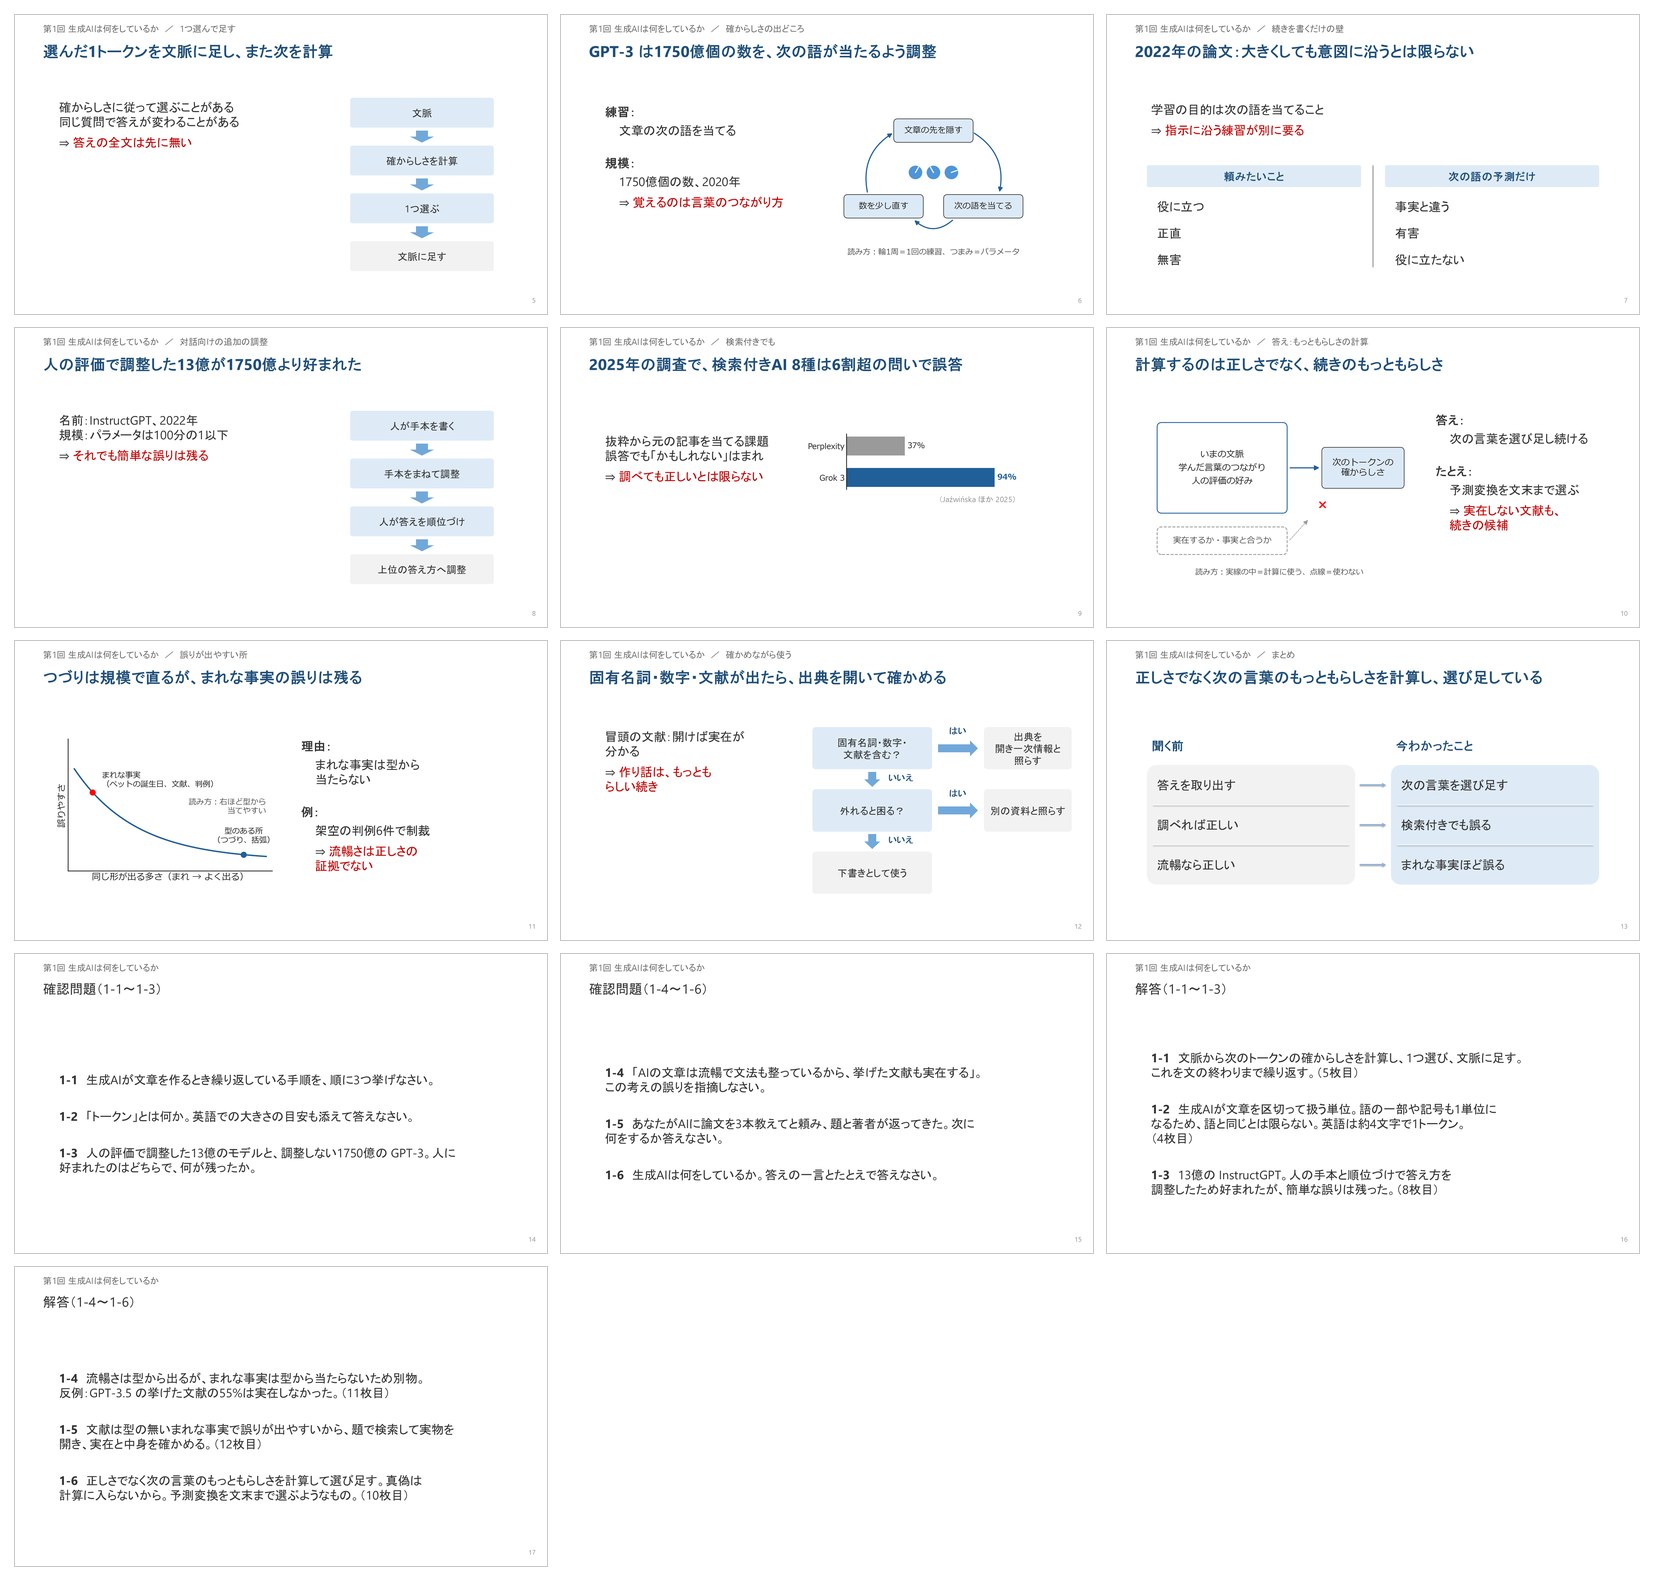 第1回 生成AIは何をしているか ／ 1つ選んで足す
選んだ1トークンを文脈に足し、また次を計算
確からしさに従って選ぶことがある
同じ質問で答えが変わることがある
⇒ 答えの全文は先に無い
文脈
確からしさを計算
1つ選ぶ
文脈に足す
5
第1回 生成AIは何をしているか ／ 確からしさの出どころ
GPT-3 は1750億個の数を、次の語が当たるよう調整
練習：
文章の次の語を当てる
規模：
1750億個の数、2020年
⇒ 覚えるのは言葉のつながり方
文章の先を隠す
数を少し直す
次の語を当てる
読み方：輪1周＝1回の練習、つまみ＝パラメータ
6
第1回 生成AIは何をしているか ／ 続きを書くだけの壁
2022年の論文：大きくしても意図に沿うとは限らない
学習の目的は次の語を当てること
⇒ 指示に沿う練習が別に要る
頼みたいこと
役に立つ
正直
無害
次の語の予測だけ
事実と違う
有害
役に立たない
7
第1回 生成AIは何をしているか ／ 対話向けの追加の調整
人の評価で調整した13億が1750億より好まれた
名前：InstructGPT、2022年
規模：パラメータは100分の1以下
⇒ それでも簡単な誤りは残る
人が手本を書く
手本をまねて調整
人が答えを順位づけ
上位の答え方へ調整
8
第1回 生成AIは何をしているか ／ 検索付きでも
2025年の調査で、検索付きAI 8種は6割超の問いで誤答
抜粋から元の記事を当てる課題
誤答でも「かもしれない」はまれ
⇒ 調べても正しいとは限らない
Perplexity
37%
Grok 3
94%
（Jaźwińska ほか 2025）
9
第1回 生成AIは何をしているか ／ 答え：もっともらしさの計算
計算するのは正しさでなく、続きのもっともらしさ
いまの文脈
学んだ言葉のつながり
人の評価の好み
次のトークンの
確からしさ
×
実在するか・事実と合うか
読み方：実線の中＝計算に使う、点線＝使わない
答え：
次の言葉を選び足し続ける
たとえ：
予測変換を文末まで選ぶ
⇒ 実在しない文献も、
続きの候補
10
第1回 生成AIは何をしているか ／ 誤りが出やすい所
つづりは規模で直るが、まれな事実の誤りは残る
誤りやすさ
まれな事実
（ペットの誕生日、文献、判例）
読み方：右ほど型から
当てやすい
型のある所
（つづり、括弧）
同じ形が出る多さ（まれ → よく出る）
理由：
まれな事実は型から
当たらない
例：
架空の判例6件で制裁
⇒ 流暢さは正しさの
証拠でない
11
第1回 生成AIは何をしているか ／ 確かめながら使う
固有名詞・数字・文献が出たら、出典を開いて確かめる
冒頭の文献：開けば実在が
分かる
⇒ 作り話は、もっとも
らしい続き
固有名詞・数字・
文献を含む？
はい
出典を
開き一次情報と
照らす
いいえ
外れると困る？
はい
別の資料と照らす
いいえ
下書きとして使う
12
第1回 生成AIは何をしているか ／ まとめ
正しさでなく次の言葉のもっともらしさを計算し、選び足している
聞く前
今わかったこと
答えを取り出す
次の言葉を選び足す
調べれば正しい
検索付きでも誤る
流暢なら正しい
まれな事実ほど誤る
13
第1回 生成AIは何をしているか
確認問題（1-1～1-3）
1-1 生成AIが文章を作るとき繰り返している手順を、順に3つ挙げなさい。
1-2 「トークン」とは何か。英語での大きさの目安も添えて答えなさい。
1-3 人の評価で調整した13億のモデルと、調整しない1750億の GPT-3。人に
好まれたのはどちらで、何が残ったか。
14
第1回 生成AIは何をしているか
確認問題（1-4～1-6）
1-4 「AIの文章は流暢で文法も整っているから、挙げた文献も実在する」。
この考えの誤りを指摘しなさい。
1-5 あなたがAIに論文を3本教えてと頼み、題と著者が返ってきた。次に
何をするか答えなさい。
1-6 生成AIは何をしているか。答えの一言とたとえで答えなさい。
15
第1回 生成AIは何をしているか
解答（1-1～1-3）
1-1 文脈から次のトークンの確からしさを計算し、1つ選び、文脈に足す。
これを文の終わりまで繰り返す。（5枚目）
1-2 生成AIが文章を区切って扱う単位。語の一部や記号も1単位に
なるため、語と同じとは限らない。英語は約4文字で1トークン。
（4枚目）
1-3 13億の InstructGPT。人の手本と順位づけで答え方を
調整したため好まれたが、簡単な誤りは残った。（8枚目）
16
第1回 生成AIは何をしているか
解答（1-4～1-6）
1-4 流暢さは型から出るが、まれな事実は型から当たらないため別物。
反例：GPT-3.5 の挙げた文献の55%は実在しなかった。（11枚目）
1-5 文献は型の無いまれな事実で誤りが出やすいから、題で検索して実物を
開き、実在と中身を確かめる。（12枚目）
1-6 正しさでなく次の言葉のもっともらしさを計算して選び足す。真偽は
計算に入らないから。予測変換を文末まで選ぶようなもの。（10枚目）
17